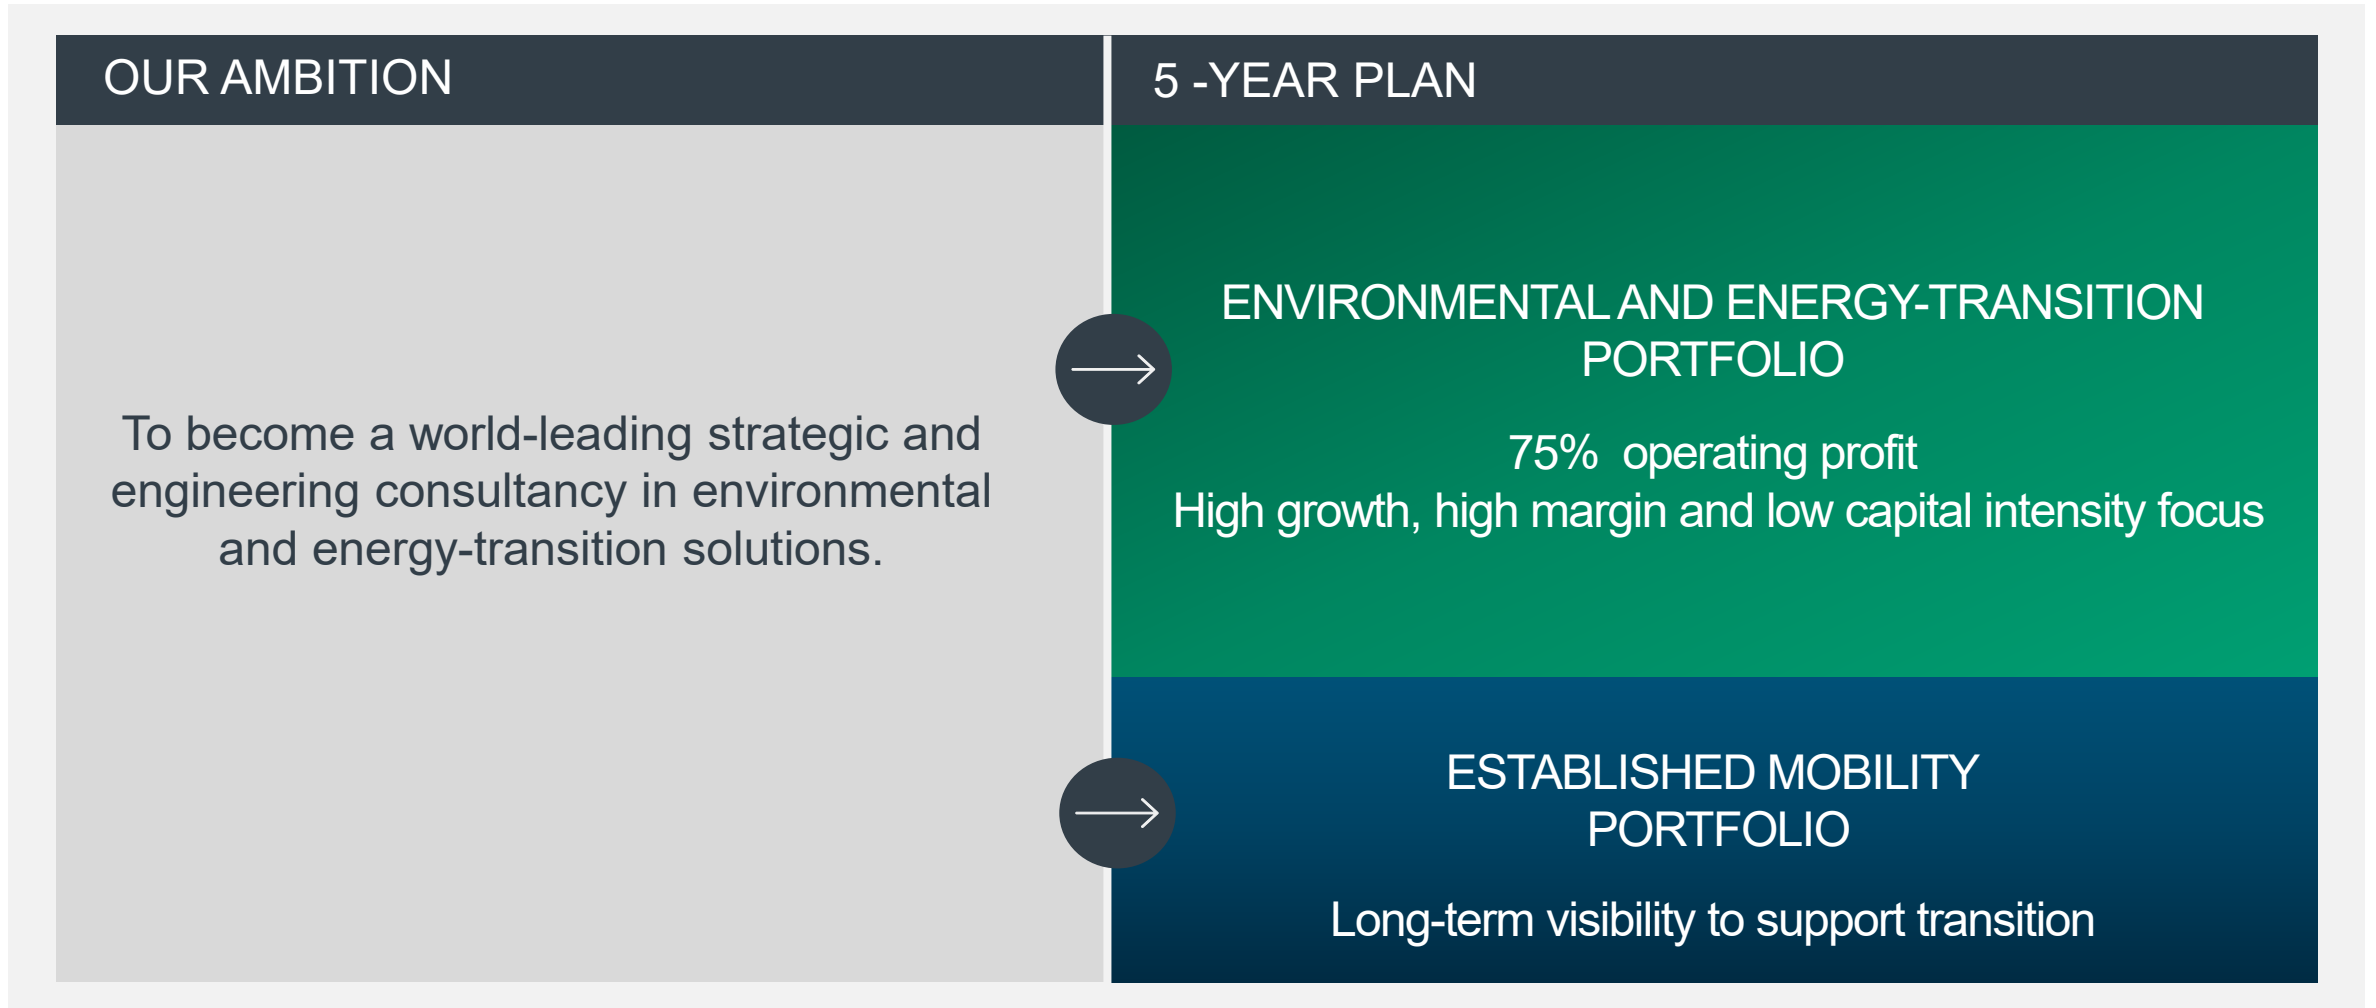 OUR AMBITION
To become a world-leading strategic and
engineering consultancy in environmental
and energy-transition solutions.
5 -YEAR PLAN
ENVIRONMENTAL AND ENERGY-TRANSITION
PORTFOLIO
75%  operating profit
High growth, high margin and low capital intensity focus
ESTABLISHED MOBILITY
PORTFOLIO
Long-term visibility to support transition